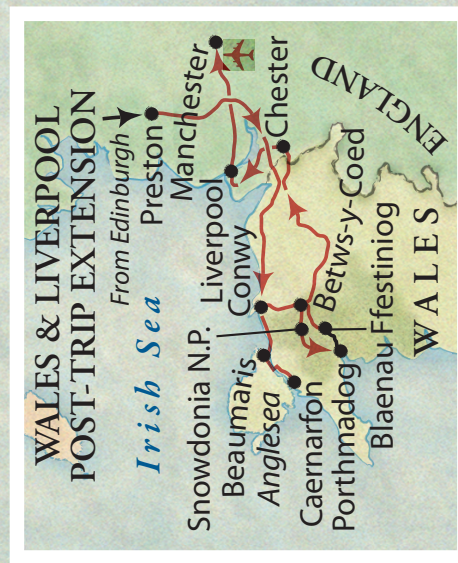 WALES & LIVERPOOL
POST-TRIP EXTENSION
From Edinburgh
Preston
Manchester
Irish Sea
Liverpool
Conwy
Chester
ENGLAND
Snowdonia N.P.
Beaumaris
Anglesea
Caernarfon
Porthmadog
Betws-y-Coed
Blaenau Ffestiniog
WALES